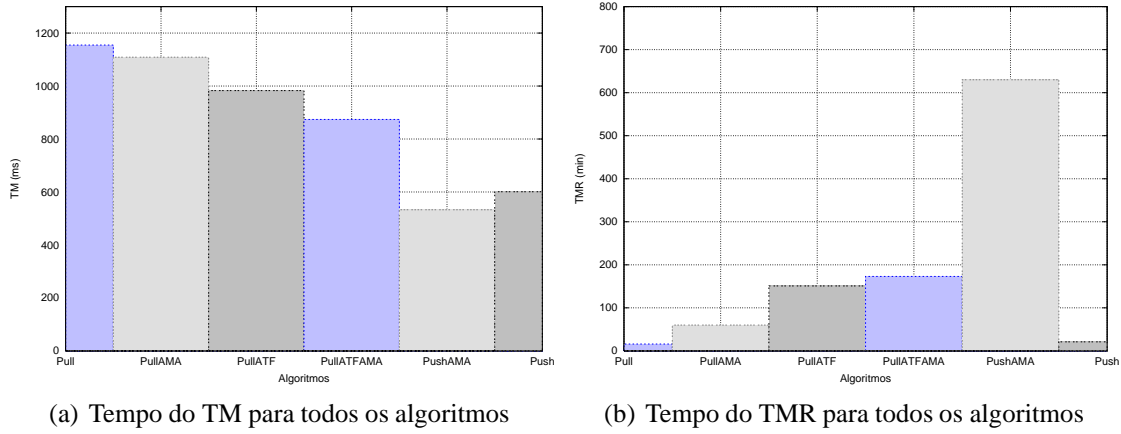 1200
1000
800
600
400
200
0
TM (ms)
Pull PullAMA PullATF PullATFAMA PushAMA Push
Algoritmos
(a) Tempo do TM para todos os algoritmos
800
700
600
500
400
300
200
100
0
TMR (min)
Pull PullAMA PullATF PullATFAMA PushAMA Push
Algoritmos
(b) Tempo do TMR para todos os algoritmos